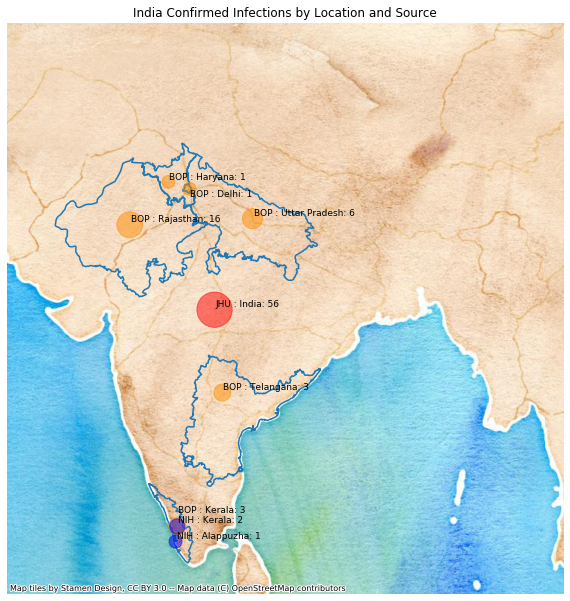 India Confirmed Infections by Location and Source
BOP : Haryana: 1
BOP : Delhi: 1
BOP : Rajasthan: 16
BOP : Uttar Pradesh: 6
JHU : India: 56
BOP : Telangana: 3
BOP : Kerala: 3
NIH : Kerala: 2
NIH : Alappuzha: 1
Map tiles by Stamen Design, CC BY 3.0 -- Map data (C) OpenStreetMap contributors